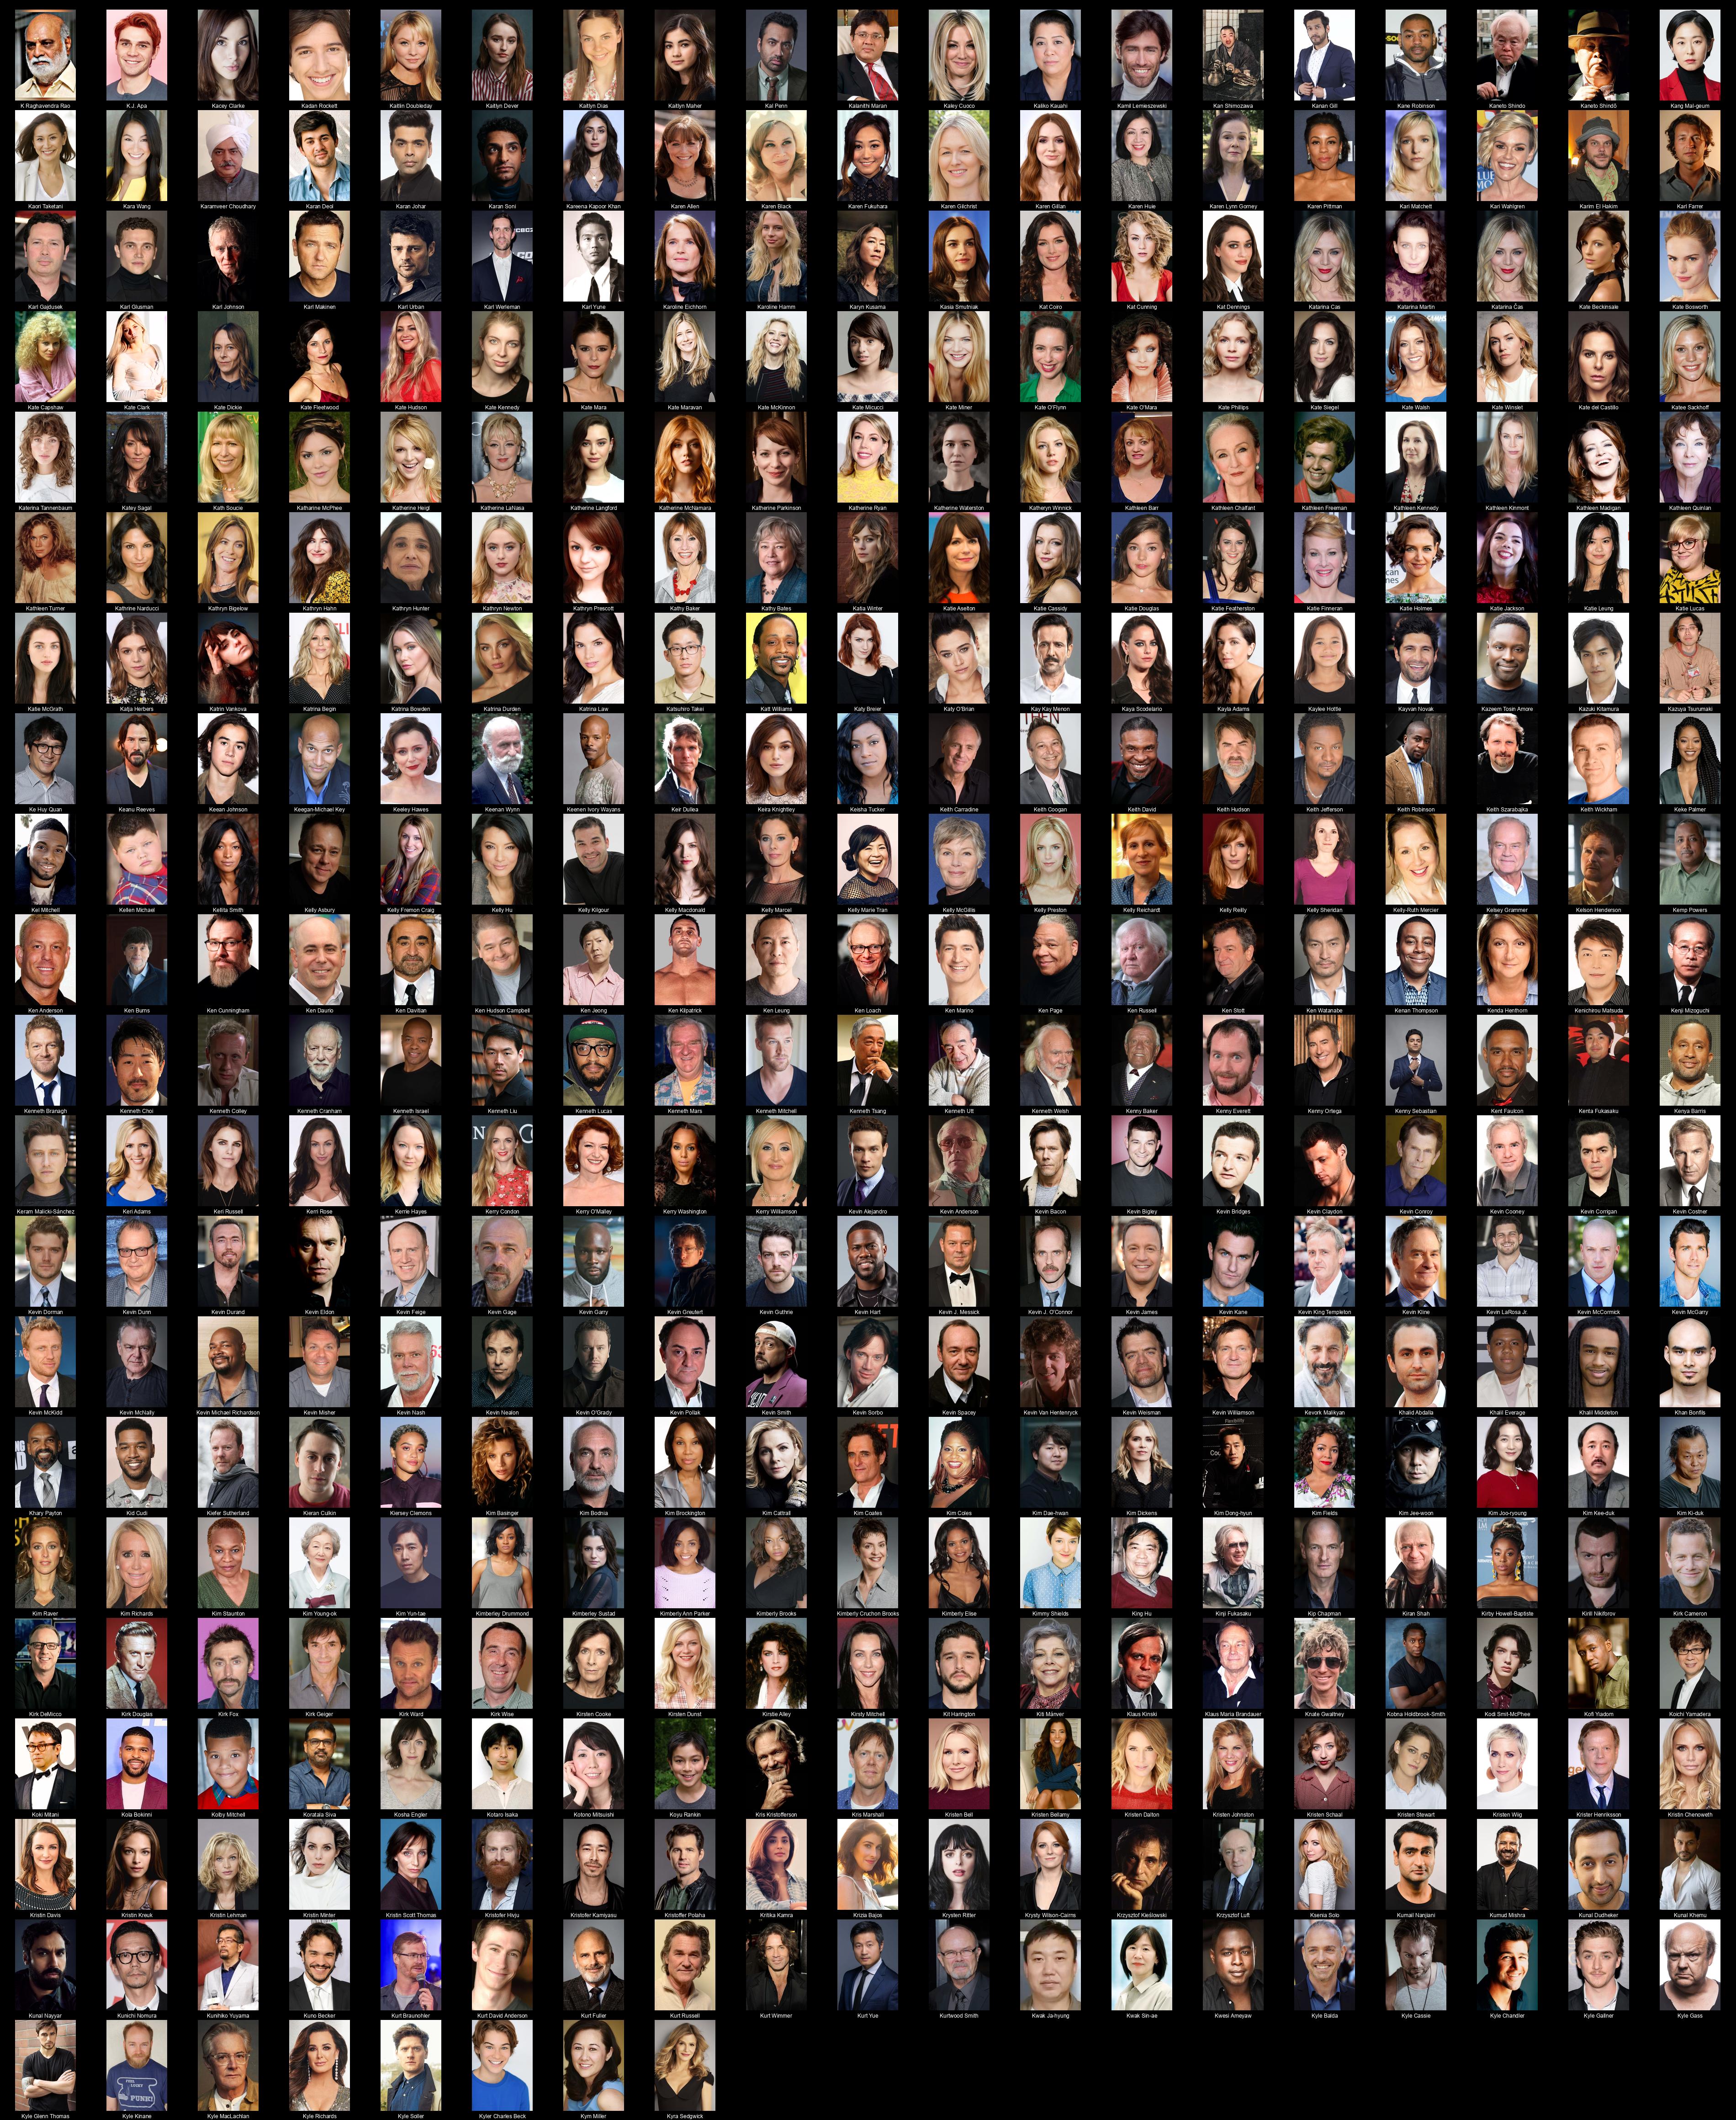 K Raghavendra Rao K.J. Apa Kacey Clarke Kadan Rockett Kaitlin Doubleday Kaitlyn Dever Kaitlyn Dias Kaitlyn Maher Kal Penn Kalanithi Maran Kaley Cuoco Kaliko Kauahi Kamil Lemieszewski Kan Shimozawa Kanan Gill Kane Robinson Kaneto Shindo Kaneto Shindô Kang Mal-geum
Kaori Taketani Kara Wang Karamveer Choudhary Karan Deol Karan Johar Karan Soni Kareena Kapoor Khan Karen Allen Karen Black Karen Fukuhara Karen Gilchrist Karen Gillan Karen Huie Karen Lynn Gorney Karen Pittman Kari Matchett Kari Wahlgren Karim El Hakim Karl Farrer
Karl Gajdusek Karl Glusman Karl Johnson Karl Makinen Karl Urban Karl Werleman Karl Yune Karoline Eichhorn Karoline Hamm Karyn Kusama Kasia Smutniak Kat Coiro Kat Cunning Kat Dennings Katarina Cas Katarina Martin Katarina Čas Kate Beckinsale Kate Bosworth
Kate Capshaw Kate Clark Kate Dickie Kate Fleetwood Kate Hudson Kate Kennedy Kate Mara Kate Maravan Kate McKinnon Kate Micucci Kate Miner Kate O'Flynn Kate O'Mara Kate Phillips Kate Siegel Kate Walsh Kate Winslet Kate del Castillo Katee Sackhoff
Katerina Tannenbaum Katey Sagal Kath Soucie Katharine McPhee Katherine Heigl Katherine LaNasa Katherine Langford Katherine McNamara Katherine Parkinson Katherine Ryan Katherine Waterston Katheryn Winnick Kathleen Barr Kathleen Chalfant Kathleen Freeman Kathleen Kennedy Kathleen Kinmont Kathleen Madigan Kathleen Quinlan
Kathleen Turner Kathrine Narducci Kathryn Bigelow Kathryn Hahn Kathryn Hunter Kathryn Newton Kathryn Prescott Kathy Baker Kathy Bates Katia Winter Katie Aselton Katie Cassidy Katie Douglas Katie Featherston Katie Finneran Katie Holmes Katie Jackson Katie Leung Katie Lucas
Katie McGrath Katja Herbers Katrin Vankova Katrina Begin Katrina Bowden Katrina Durden Katrina Law Katsuhiro Takei Katt Williams Katy Breier Katy O'Brian Kay Kay Menon Kaya Scodelario Kayla Adams Kaylee Hottle Kayvan Novak Kazeem Tosin Amore Kazuki Kitamura Kazuya Tsurumaki
Ke Huy Quan Keanu Reeves Keean Johnson Keegan-Michael Key Keeley Hawes Keenan Wynn Keenen Ivory Wayans Keir Dullea Keira Knightley Keisha Tucker Keith Carradine Keith Coogan Keith David Keith Hudson Keith Jefferson Keith Robinson Keith Szarabajka Keith Wickham Keke Palmer
Kel Mitchell Kellen Michael Kellita Smith Kelly Asbury Kelly Fremon Craig Kelly Hu Kelly Kilgour Kelly Macdonald Kelly Marcel Kelly Marie Tran Kelly McGillis Kelly Preston Kelly Reichardt Kelly Reilly Kelly Sheridan Kelly-Ruth Mercier Kelsey Grammer Kelson Henderson Kemp Powers
Ken Anderson Ken Burns Ken Cunningham Ken Daurio Ken Davitian Ken Hudson Campbell Ken Jeong Ken Kilpatrick Ken Leung Ken Loach Ken Marino Ken Page Ken Russell Ken Stott Ken Watanabe Kenan Thompson Kenda Henthorn Kenichirou Matsuda Kenji Mizoguchi
Kenneth Branagh Kenneth Choi Kenneth Colley Kenneth Cranham Kenneth Israel Kenneth Liu Kenneth Lucas Kenneth Mars Kenneth Mitchell Kenneth Tsang Kenneth Utt Kenneth Welsh Kenny Baker Kenny Everett Kenny Ortega Kenny Sebastian Kent Faulcon Kenta Fukasaku Kenya Barris
Keram Malicki-Sánchez Keri Adams Keri Russell Kerri Rose Kerrie Hayes Kerry Condon Kerry O'Malley Kerry Washington Kerry Williamson Kevin Alejandro Kevin Anderson Kevin Bacon Kevin Bigley Kevin Bridges Kevin Claydon Kevin Conroy Kevin Cooney Kevin Corrigan Kevin Costner
Kevin Dorman Kevin Dunn Kevin Durand Kevin Eldon Kevin Feige Kevin Gage Kevin Garry Kevin Greutert Kevin Guthrie Kevin Hart Kevin J. Messick Kevin J. O'Connor Kevin James Kevin Kane Kevin King Templeton Kevin Kline Kevin LaRosa Jr. Kevin McCormick Kevin McGarry
Kevin McKidd Kevin McNally Kevin Michael Richardson Kevin Misher Kevin Nash Kevin Nealon Kevin O'Grady Kevin Pollak Kevin Smith Kevin Sorbo Kevin Spacey Kevin Van Hentenryck Kevin Weisman Kevin Williamson Kevork Malikyan Khalid Abdalla Khalil Everage Khalil Middleton Khan Bonfils
Khary Payton Kid Cudi Kiefer Sutherland Kieran Culkin Kiersey Clemons Kim Basinger Kim Bodnia Kim Brockington Kim Cattrall Kim Coates Kim Coles Kim Dae-hwan Kim Dickens Kim Dong-hyun Kim Fields Kim Jee-woon Kim Joo-ryoung Kim Kee-duk Kim Ki-duk
Kim Raver Kim Richards Kim Staunton Kim Young-ok Kim Yun-tae Kimberley Drummond Kimberley Sustad Kimberly Ann Parker Kimberly Brooks Kimberly Cruchon Brooks Kimberly Elise Kimmy Shields King Hu Kinji Fukasaku Kip Chapman Kiran Shah Kirby Howell-Baptiste Kirill Nikiforov Kirk Cameron
Kirk DeMicco Kirk Douglas Kirk Fox Kirk Geiger Kirk Ward Kirk Wise Kirsten Cooke Kirsten Dunst Kirstie Alley Kirsty Mitchell Kit Harington Kiti Mánver Klaus Kinski Klaus Maria Brandauer Knate Gwaltney Kobna Holdbrook-Smith Kodi Smit-McPhee Kofi Yiadom Koichi Yamadera
Koki Mitani Kola Bokinni Kolby Mitchell Koratala Siva Kosha Engler Kotaro Isaka Kotono Mitsuishi Koyu Rankin Kris Kristofferson Kris Marshall Kristen Bell Kristen Bellamy Kristen Dalton Kristen Johnston Kristen Schaal Kristen Stewart Kristen Wiig Krister Henriksson Kristin Chenoweth
Kristin Davis Kristin Kreuk Kristin Lehman Kristin Minter Kristin Scott Thomas Kristofer Hivju Kristofer Kamiyasu Kristoffer Polaha Kritika Kamra Krizia Bajos Krysten Ritter Krysty Wilson-Cairns Krzysztof Kieślowski Krzysztof Luft Ksenia Solo Kumail Nanjiani Kumud Mishra Kunal Dudheker Kunal Khemu
Kunal Nayyar Kunichi Nomura Kunihiko Yuyama Kuno Becker Kurt Braunohler Kurt David Anderson Kurt Fuller Kurt Russell Kurt Wimmer Kurt Yue Kurtwood Smith Kwak Ja-hyung Kwak Sin-ae Kwesi Ameyaw Kyle Balda Kyle Cassie Kyle Chandler Kyle Gallner Kyle Gass
Kyle Glenn Thomas Kyle Kinane Kyle MacLachlan Kyle Richards Kyle Soller Kyler Charles Beck Kym Miller Kyra Sedgwick